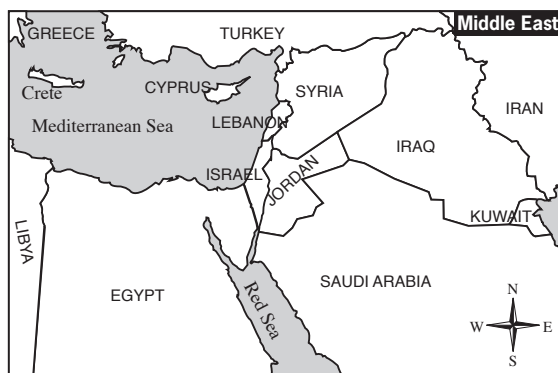 Middle East
GREECE
TURKEY
Crete
CYPRUS
SYRIA
IRAN
Mediterranean Sea
LEBANON
IRAQ
ISRAEL
JORDAN
KUWAIT
LIBYA
EGYPT
Red Sea
SAUDI ARABIA
N
W
E
S